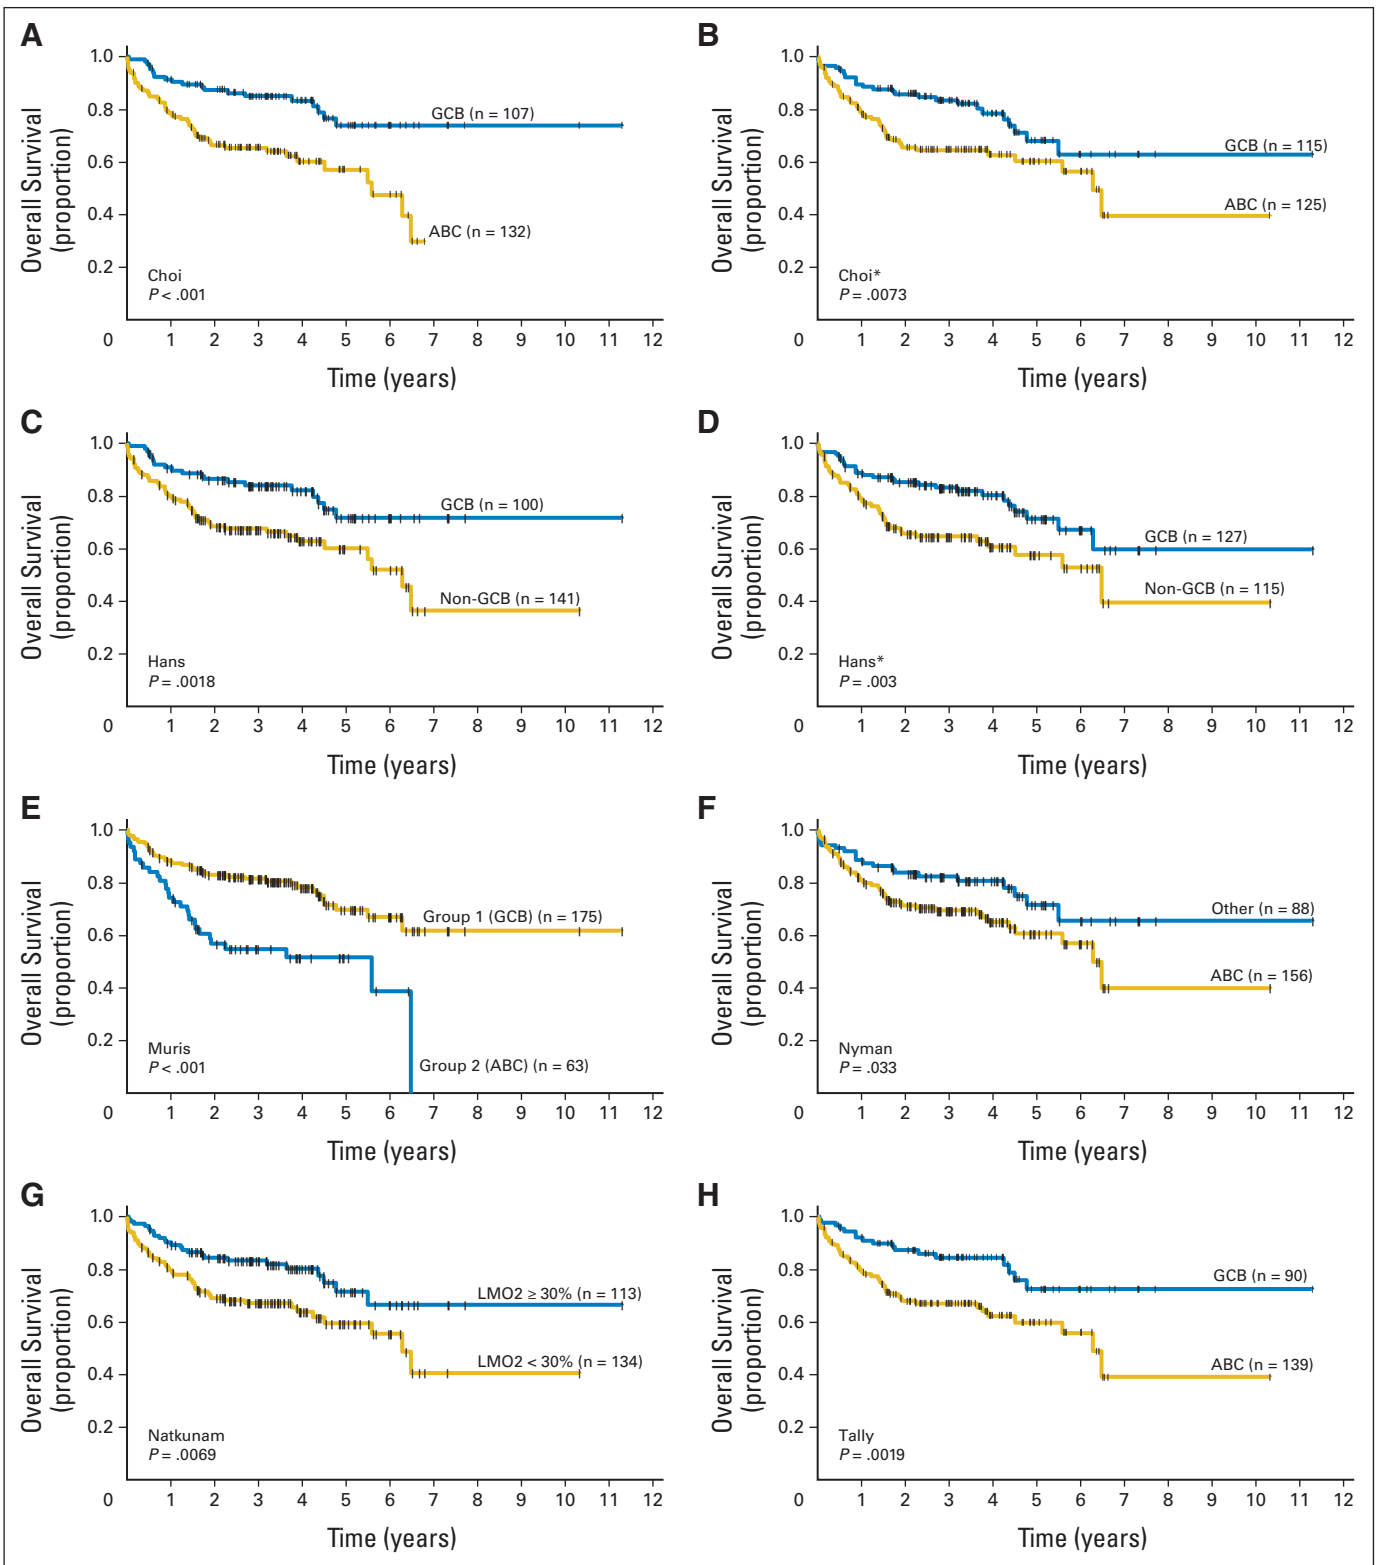 A
Overall Survival
(proportion)
1.0
0.8
0.6
0.4
0.2
GCB (n = 107)
ABC (n = 132)
Choi
P < .001
0 1 2 3 4 5 6 7 8 9 10 11 12
Time (years)
B
Overall Survival
(proportion)
1.0
0.8
0.6
0.4
0.2
GCB (n = 115)
ABC (n = 125)
Choi*
P = .0073
0 1 2 3 4 5 6 7 8 9 10 11 12
Time (years)
C
Overall Survival
(proportion)
1.0
0.8
0.6
0.4
0.2
GCB (n = 100)
Non-GCB (n = 141)
Hans
P = .0018
0 1 2 3 4 5 6 7 8 9 10 11 12
Time (years)
D
Overall Survival
(proportion)
1.0
0.8
0.6
0.4
0.2
GCB (n = 127)
Non-GCB (n = 115)
Hans*
P = .003
0 1 2 3 4 5 6 7 8 9 10 11 12
Time (years)
E
Overall Survival
(proportion)
1.0
0.8
0.6
0.4
0.2
Group 1 (GCB) (n = 175)
Group 2 (ABC) (n = 63)
Muris
P < .001
0 1 2 3 4 5 6 7 8 9 10 11 12
Time (years)
F
Overall Survival
(proportion)
1.0
0.8
0.6
0.4
0.2
Other (n = 88)
ABC (n = 156)
Nyman
P = .033
0 1 2 3 4 5 6 7 8 9 10 11 12
Time (years)
G
Overall Survival
(proportion)
1.0
0.8
0.6
0.4
0.2
LMO2 ≥ 30% (n = 113)
LMO2 < 30% (n = 134)
Natkunam
P = .0069
0 1 2 3 4 5 6 7 8 9 10 11 12
Time (years)
H
Overall Survival
(proportion)
1.0
0.8
0.6
0.4
0.2
GCB (n = 90)
ABC (n = 139)
Tally
P = .0019
0 1 2 3 4 5 6 7 8 9 10 11 12
Time (years)